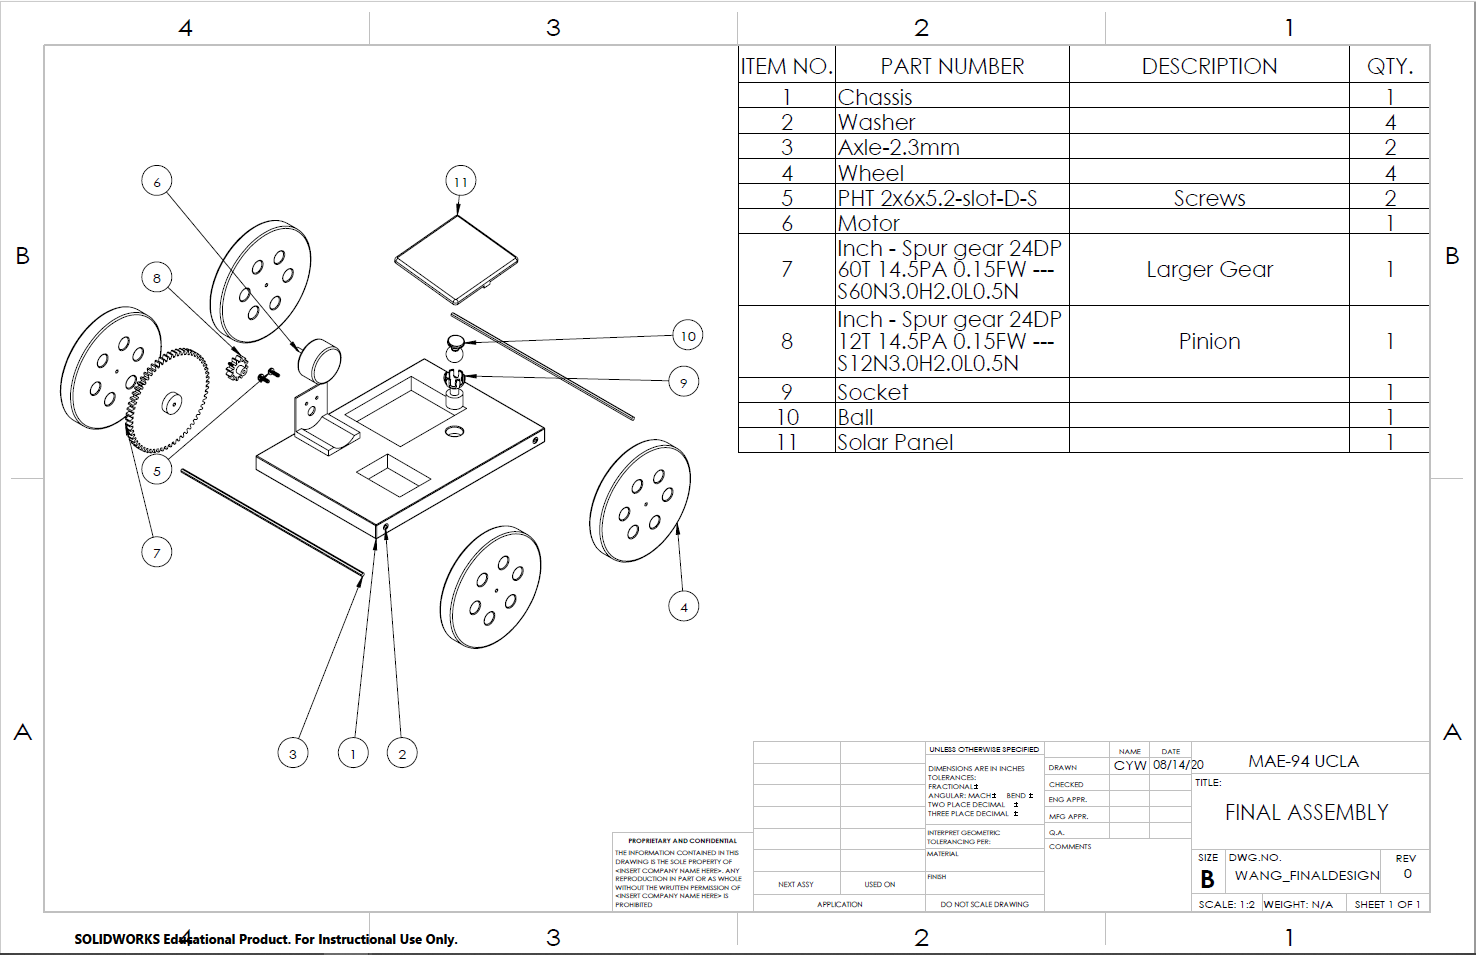 4 3 2 1
ITEM NO. PART NUMBER DESCRIPTION QTY.
1 Chassis 1
2 Washer 4
3 Axle-2.3mm 2
4 Wheel 4
5 PHT 2x6x5.2-slot-D-S Screws 2
6 Motor 1
7 Inch - Spur gear 24DP
60T 14.5PA 0.15FW ---
S60N3.0H2.0L0.5N Larger Gear 1
8 Inch - Spur gear 24DP
12T 14.5PA 0.15FW ---
S12N3.0H2.0L0.5N Pinion 1
9 Socket 1
10 Ball 1
11 Solar Panel 1
B B
6
11
8
10
9
5
7
4
3 1 2
A A
UNLESS OTHERWISE SPECIFIED
DIMENSIONS ARE IN INCHES
TOLERANCES:
FRACTIONAL±
ANGULAR: MACH± BEND ±
TWO PLACE DECIMAL ±
THREE PLACE DECIMAL ±
INTERPRET GEOMETRIC
TOLERANCING PER:
MATERIAL
FINISH
DO NOT SCALE DRAWING
NAME DATE
DRAWN CYW 08/14/20
CHECKED
ENG APPR.
MFG APPR.
Q.A.
COMMENTS
MAE-94 UCLA
TITLE:
FINAL ASSEMBLY
SIZE DWG.NO. REV
B WANG_FINALDESIGN 0
SCALE: 1:2 WEIGHT: N/A SHEET 1 OF 1
PROPRIETARY AND CONFIDENTIAL
THE INFORMATION CONTAINED IN THIS
DRAWING IS THE SOLE PROPERTY OF
<INSERT COMPANY NAME HERE>. ANY
REPRODUCTION IN PART OR AS WHOLE
WITHOUT THE WRUTTEN PERMISSION OF
<INSERT COMPANY NAME HERE> IS
PROHIBITED
NEXT ASSY USED ON
APPLICATION
SOLIDWORKS Educational Product. For Instructional Use Only.
4 3 2 1